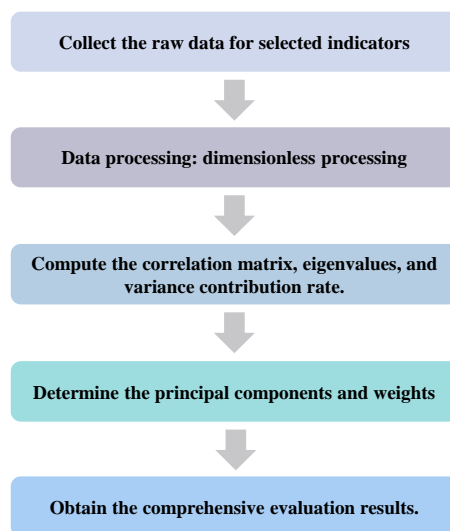 Collect the raw data for selected indicators
Data processing: dimensionless processing
Compute the correlation matrix, eigenvalues, and
variance contribution rate.
Determine the principal components and weights
Obtain the comprehensive evaluation results.